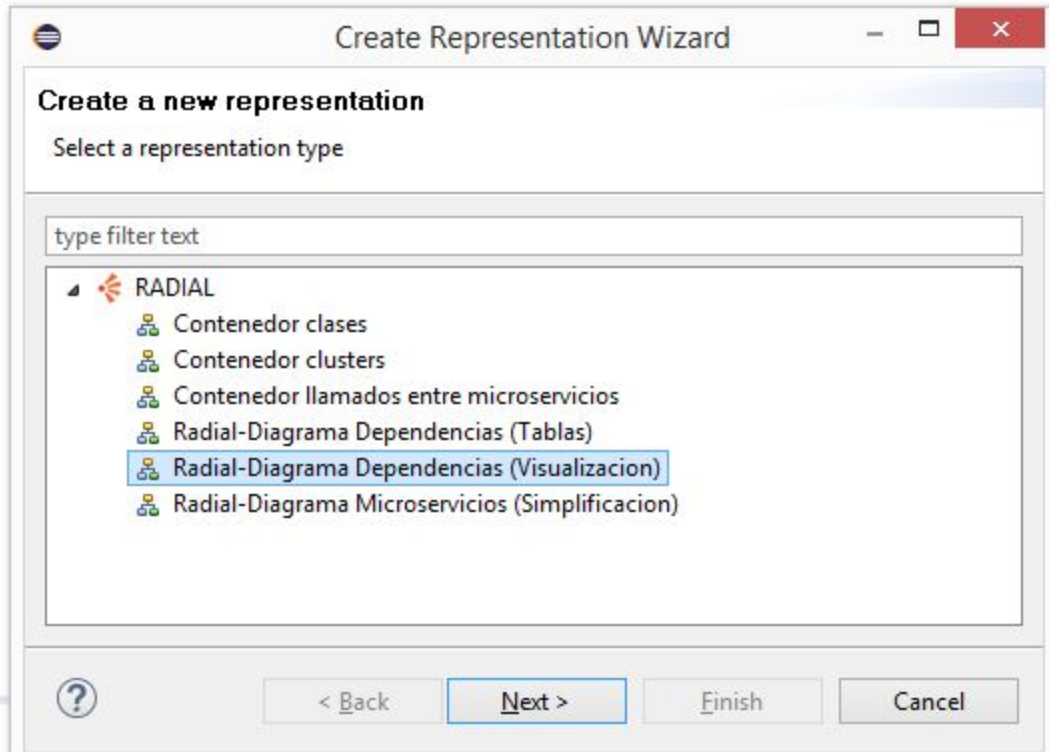 Create Representation Wizard
Create a new representation
Select a representation type
type filter text
RADIAL
Contenedor clases
Contenedor clusters
Contenedor llamados entre microservicios
Radial-Diagrama Dependencias (Tablas)
Radial-Diagrama Dependencias (Visualizacion)
Radial-Diagrama Microservicios (Simplificacion)
? < Back Next > Finish Cancel